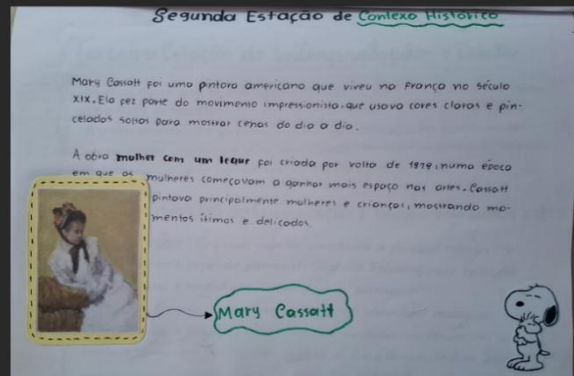 Segunda Estação de Contexo Histórico
Mary Cassatt foi uma pintora americana que viveu na França no século
XIX. Ela fez parte do movimento impressionista, que usava cores claras e pin-
celadas soltas para mostrar cenas do dia a dia.
A obra mulher com um leque foi criada por volta de 1879, numa época
em que as mulheres começavam a ganhar mais espaço nas artes. Cassatt
pintava principalmente mulheres e crianças, mostrando mo-
mentos ítimos e delicados
Mary Cassatt